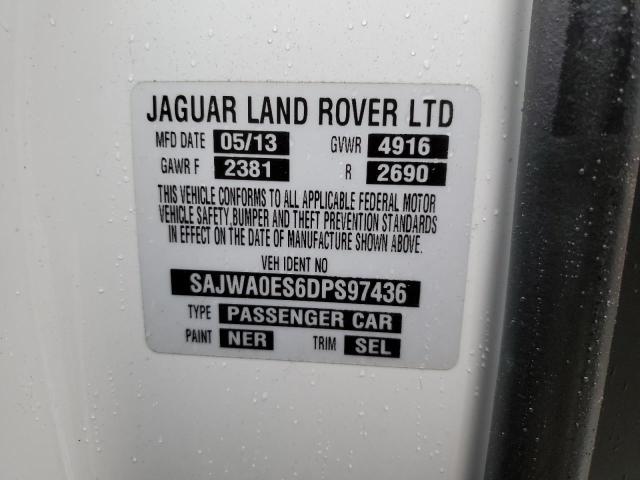 JAGUAR LAND ROVER LTD
MFD DATE 05/13 GVWR 4916
GAWR F 2381 R 2690
THIS VEHICLE CONFORMS TO ALL APPLICABLE FEDERAL MOTOR
VEHICLE SAFETY,BUMPER AND THEFT PREVENTION STANDARDS
IN EFFECT ON THE DATE OF MANUFACTURE SHOWN ABOVE.
VEH IDENT NO
SAJWA0ES6DPS97436
TYPE PASSENGER CAR
PAINT NER TRIM SEL